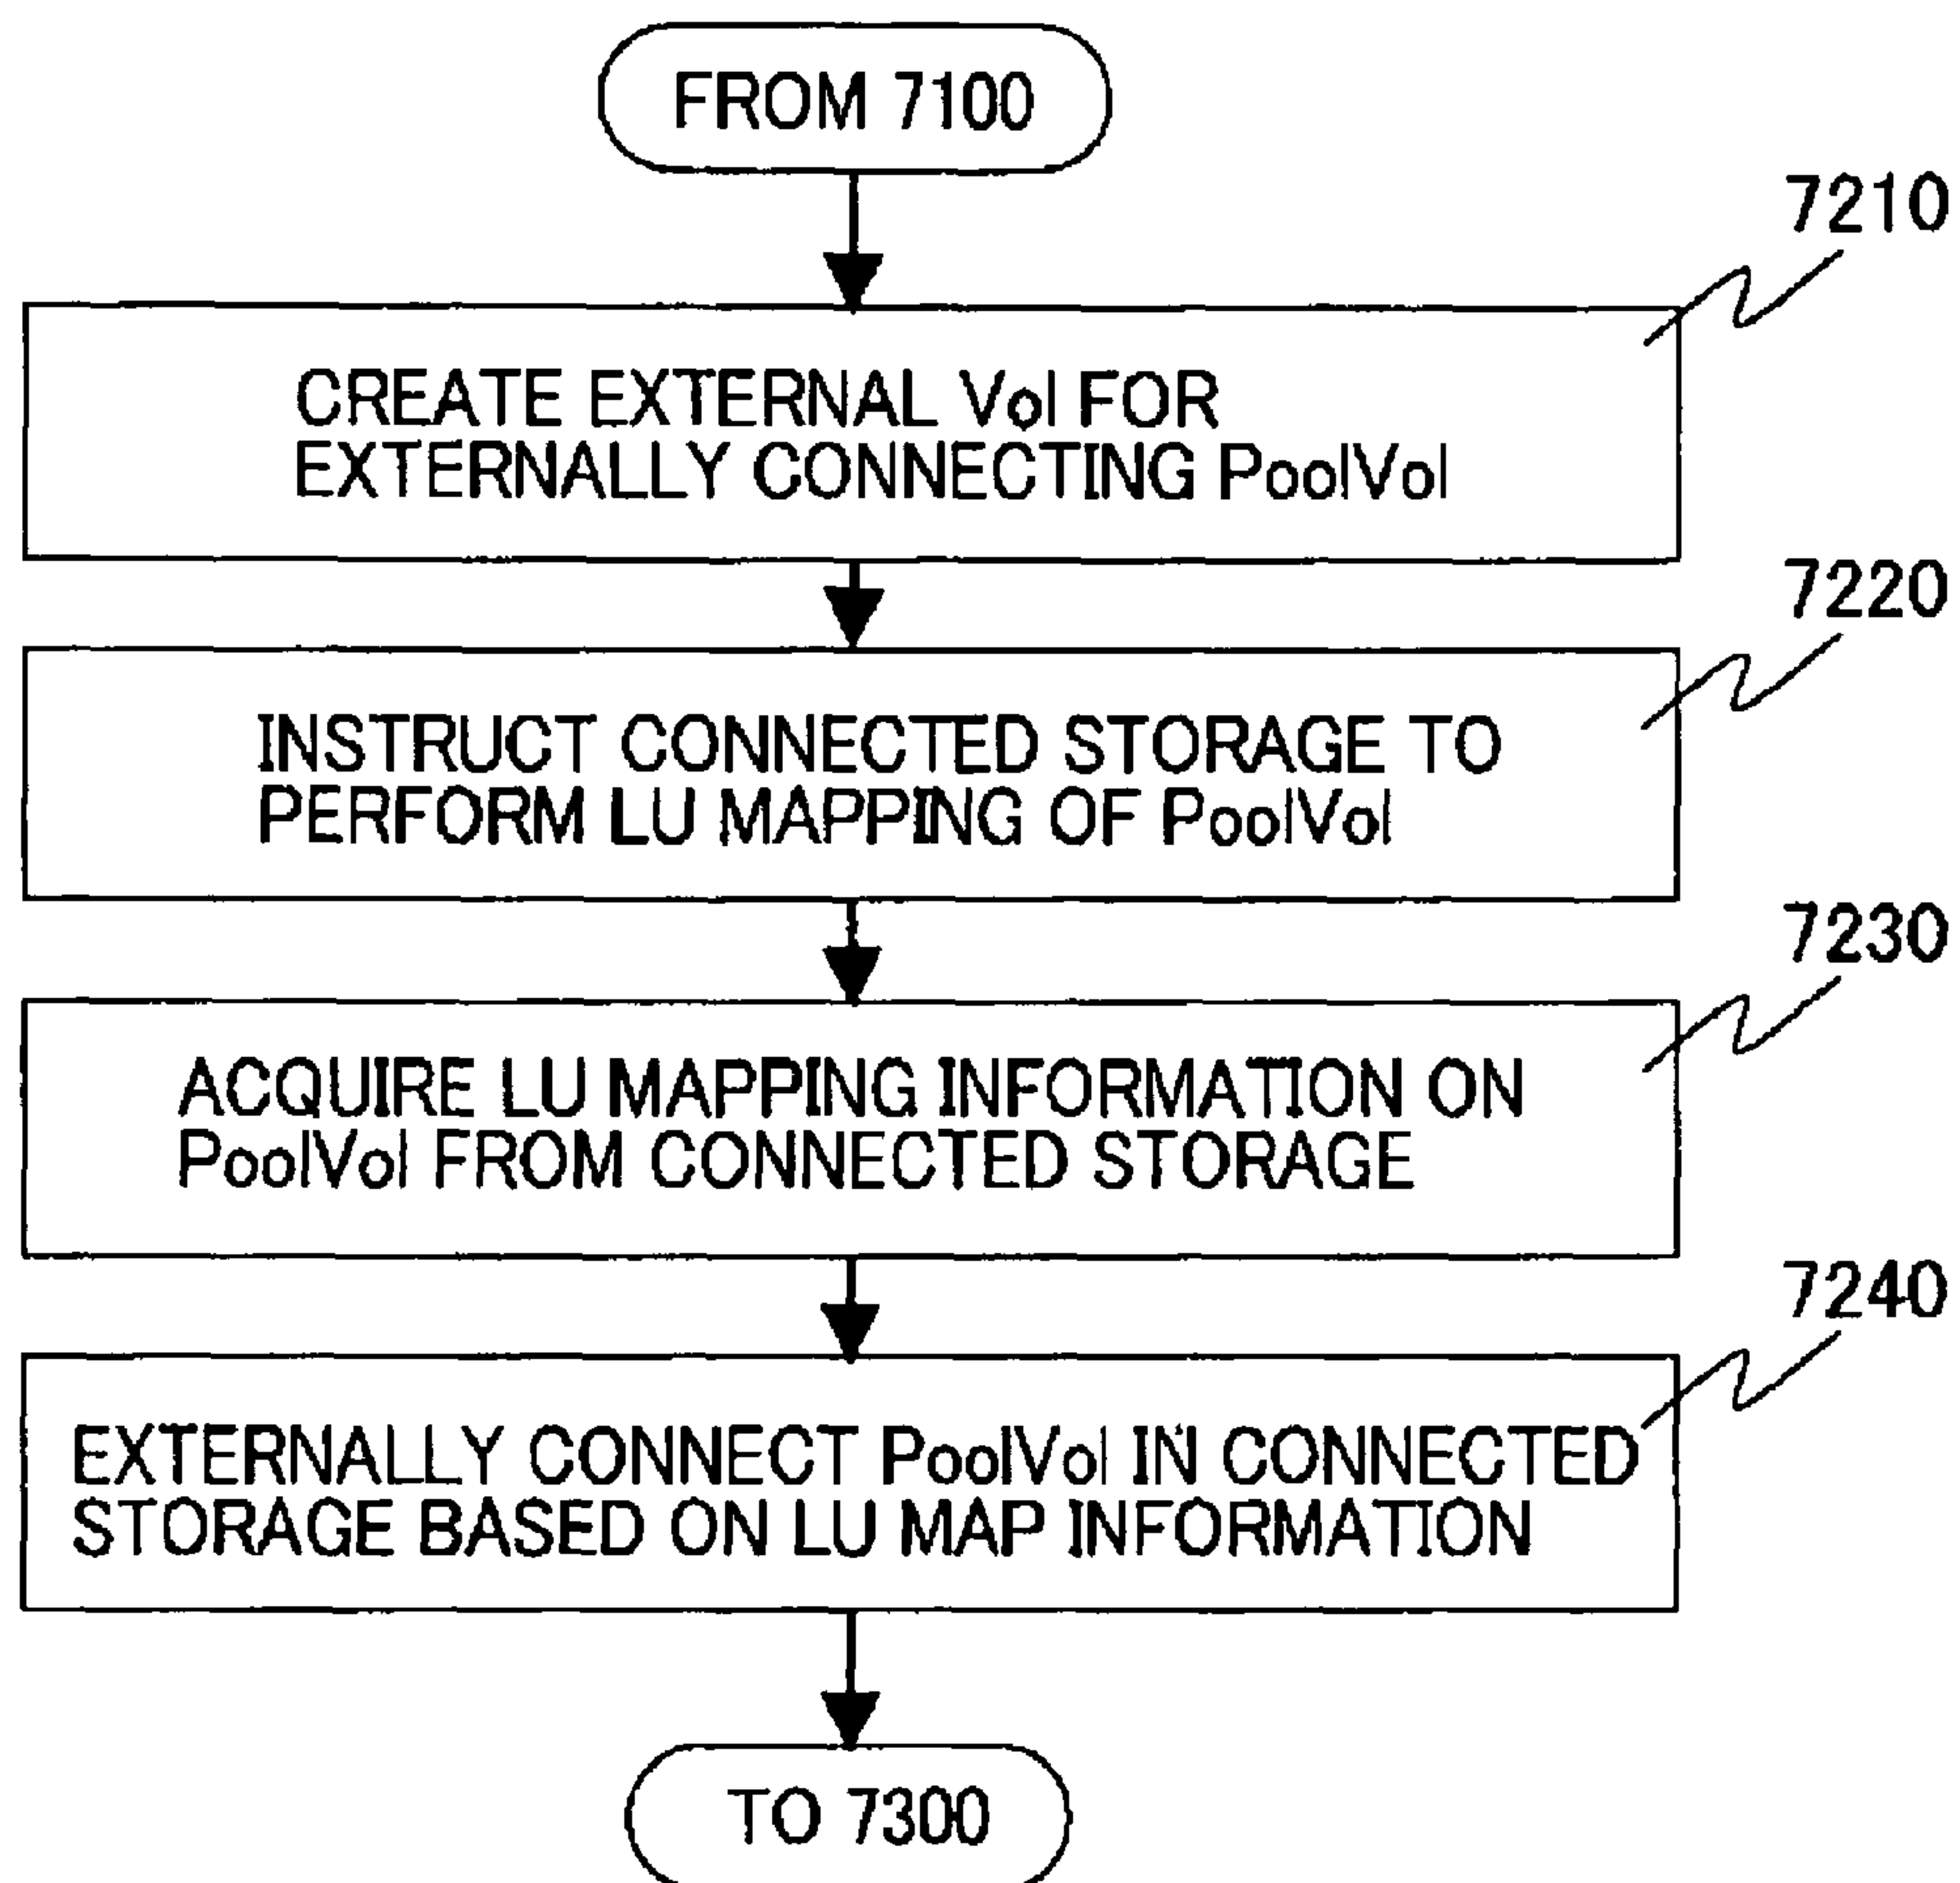 FROM 7100
7210
CREATE EXTERNAL Vol FOR
EXTERNALLY CONNECTING PoolVol
7220
INSTRUCT CONNECTED STORAGE TO
PERFORM LU MAPPING OF PoolVol
7230
ACQUIRE LU MAPPING INFORMATION ON
PoolVol FROM CONNECTED STORAGE
7240
EXTERNALLY CONNECT PoolVol IN CONNECTED
STORAGE BASED ON LU MAP INFORMATION
TO 7300